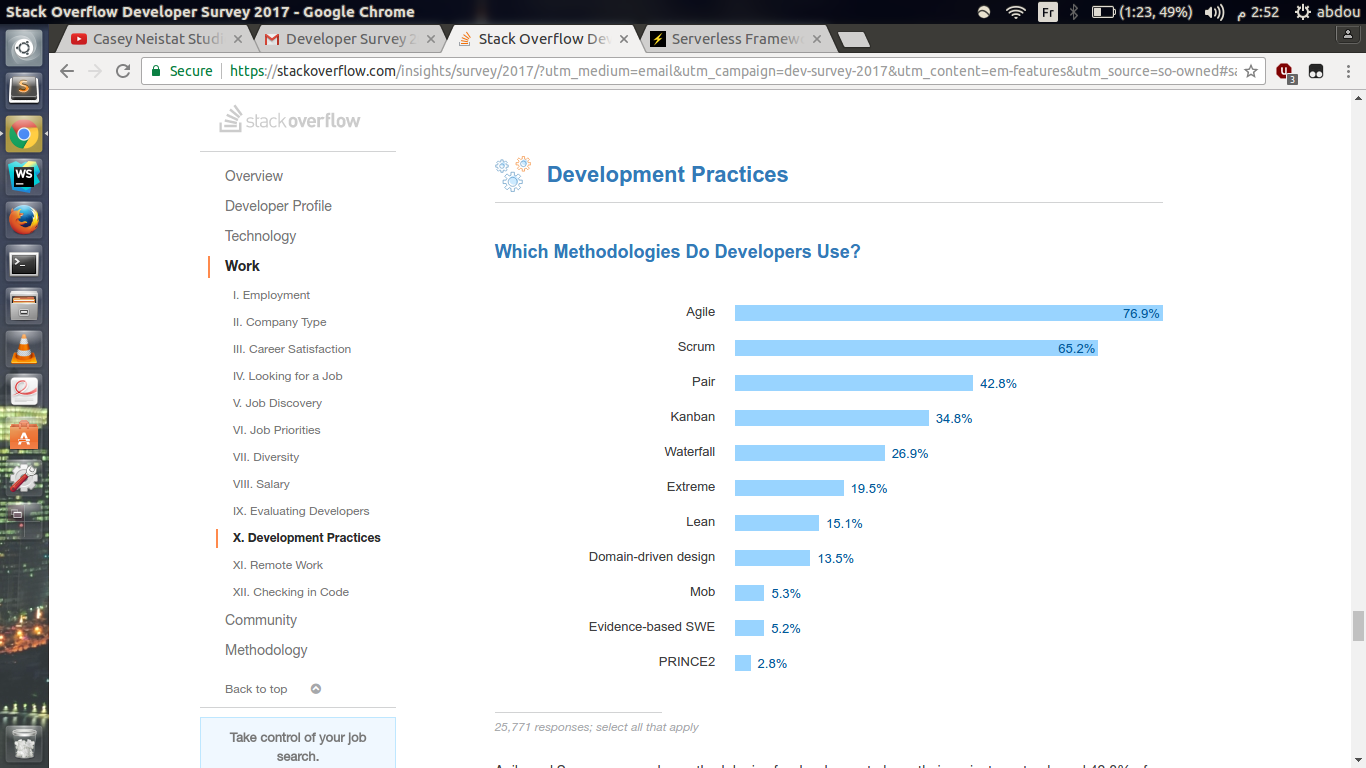 Stack Overflow Developer Survey 2017 - Google Chrome
Fr
(1:23, 49%)
2:52 م
abdou
Casey Neistat Studi
Developer Survey 2
Stack Overflow De
Serverless Framew
Secure
https://stackoverflow.com/insights/survey/2017/?utm_medium=email&utm_campaign=dev-survey-2017&utm_content=em-features&utm_source=so-owned#sa
3
stackoverflow
Overview
Developer Profile
Technology
Work
I. Employment
II. Company Type
III. Career Satisfaction
IV. Looking for a Job
V. Job Discovery
VI. Job Priorities
VII. Diversity
VIII. Salary
IX. Evaluating Developers
X. Development Practices
XI. Remote Work
XII. Checking in Code
Community
Methodology
Back to top
Take control of your job
search.
Development Practices
Which Methodologies Do Developers Use?
Agile 76.9%
Scrum 65.2%
Pair 42.8%
Kanban 34.8%
Waterfall 26.9%
Extreme 19.5%
Lean 15.1%
Domain-driven design 13.5%
Mob 5.3%
Evidence-based SWE 5.2%
PRINCE2 2.8%
25,771 responses; select all that apply
S
WS
>_